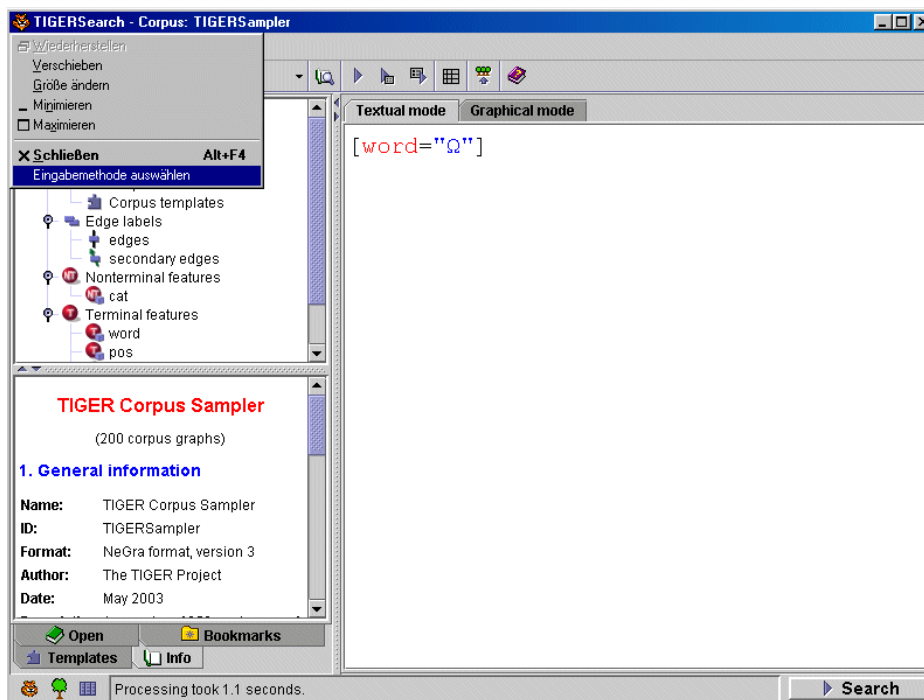 TIGERSearch - Corpus: TIGERSampler
Wiederherstellen
Verschieben
Größe ändern
Minimieren
Maximieren
Schließen Alt+F4
Eingabemethode auswählen
Corpus templates
Edge labels
edges
secondary edges
Nonterminal features
NT
cat
T
Terminal features
word
pos
TIGER Corpus Sampler
(200 corpus graphs)
1. General information
Name: TIGER Corpus Sampler
ID: TIGERSampler
Format: NeGra format, version 3
Author: The TIGER Project
Date: May 2003
Open Bookmarks
Templates Info
Textual mode Graphical mode
[word="Ω"]
Processing took 1.1 seconds.
Search